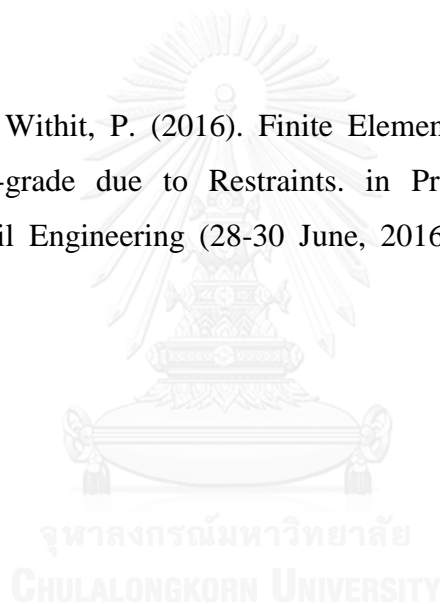 Withit, P. (2016). Finite Elemen
-grade due to Restraints. in Pr
il Engineering (28-30 June, 2016
จุฬาลงกรณ์มหาวิทยาลัย
CHULALONGKORN UNIVERSITY